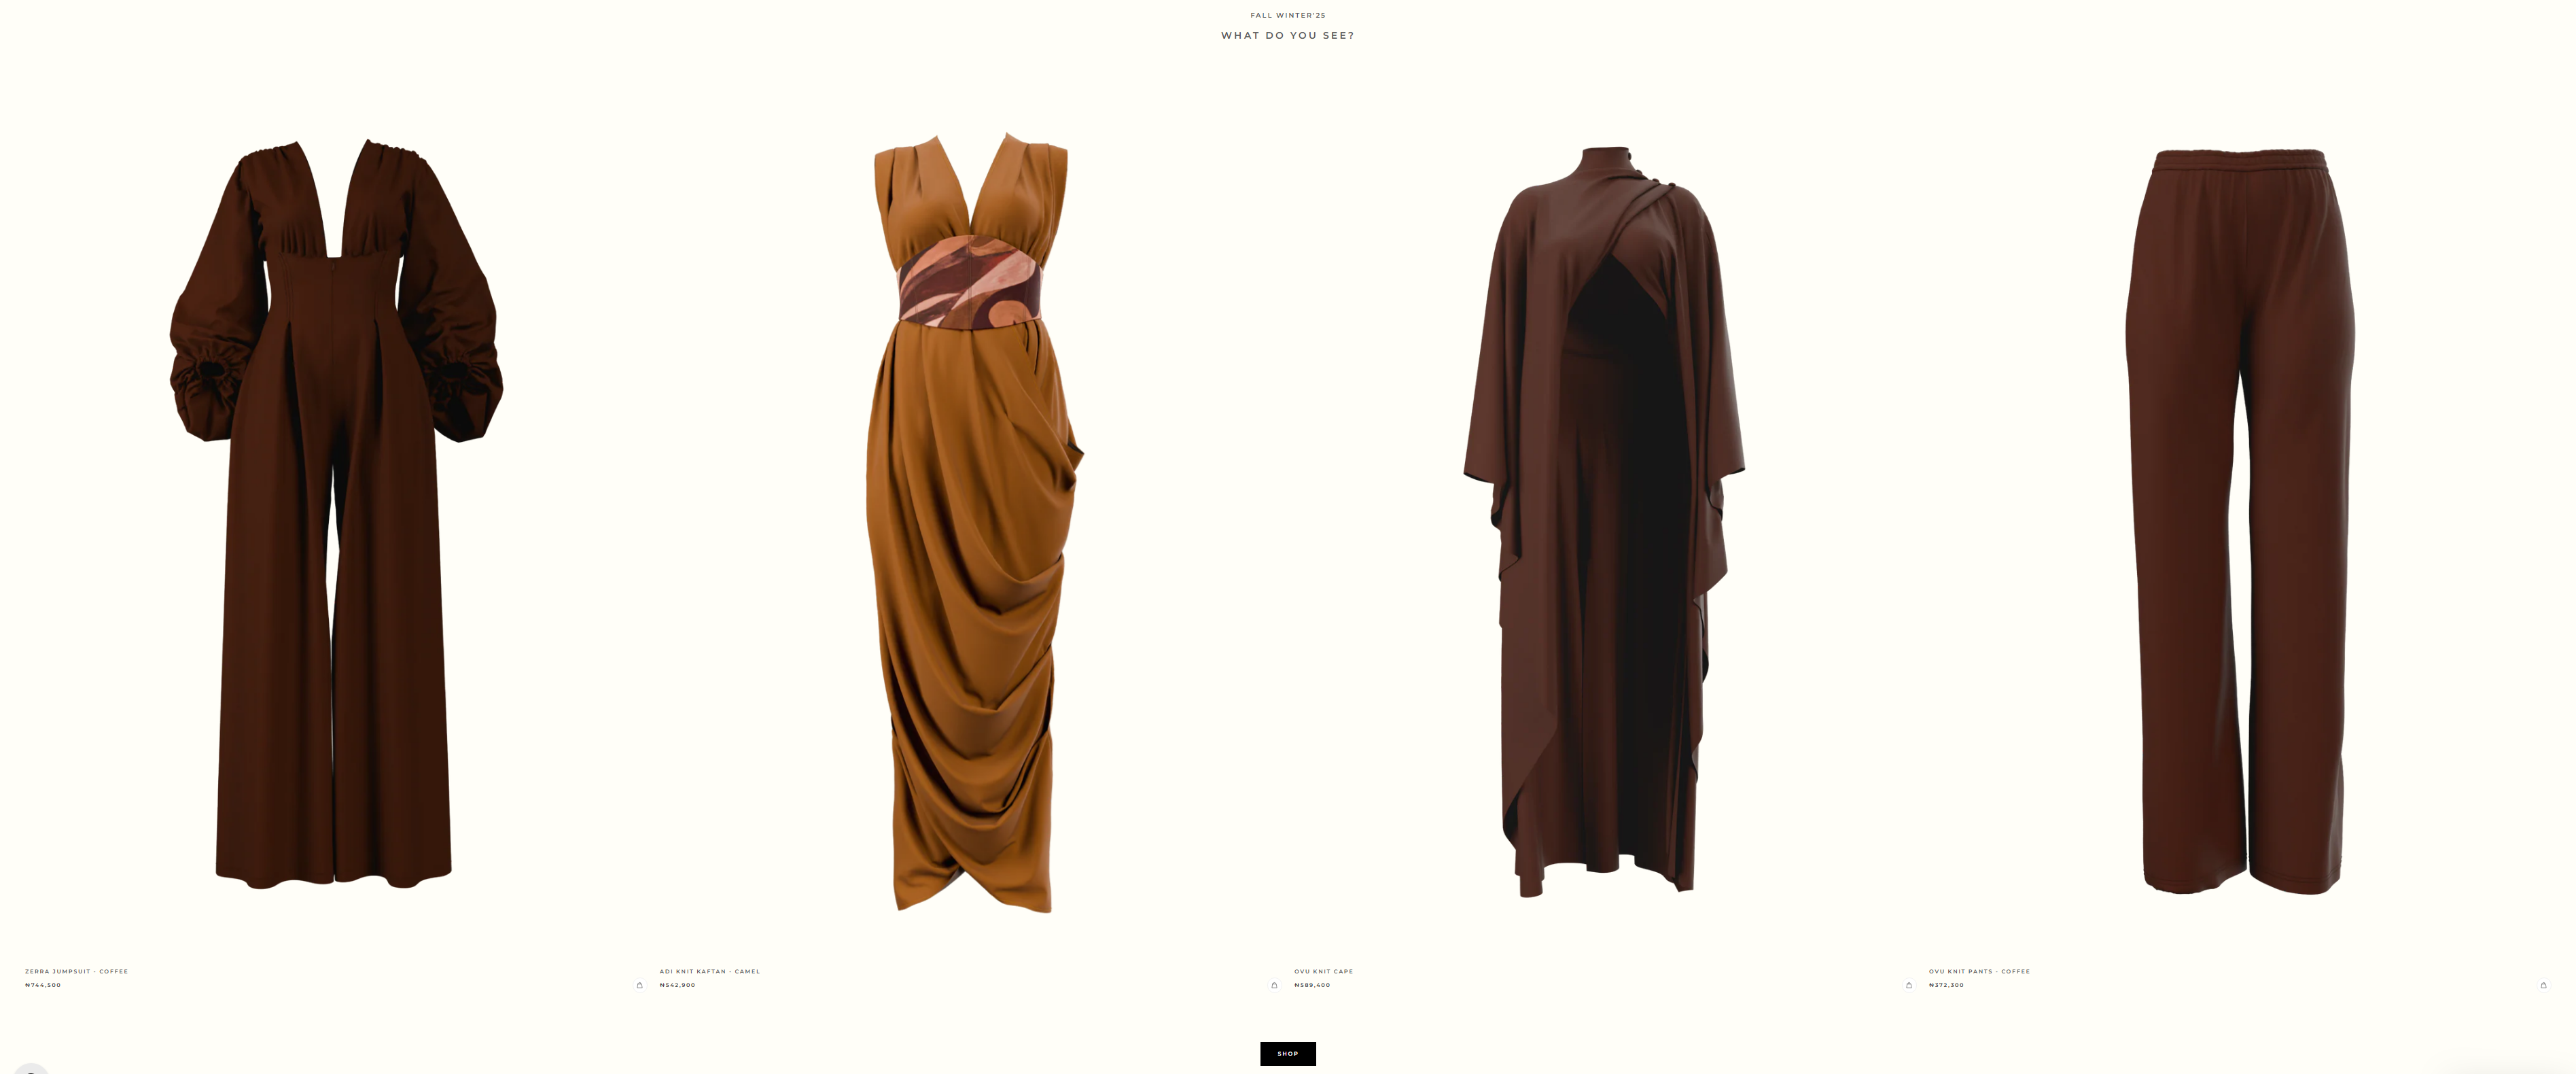 FALL WINTER'25
WHAT DO YOU SEE?
ZERRA JUMPSUIT - COFFEE
₦744,500
ADI KNIT KAFTAN - CAMEL
₦542,900
OVU KNIT CAPE
₦589,400
OVU KNIT PANTS - COFFEE
₦372,300
SHOP